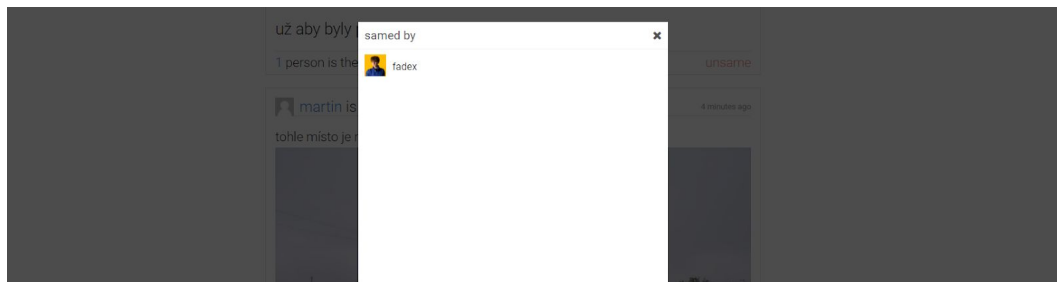 už aby byly
samed by
1 person is the
fadex
unsame
martin is
4 minutes ago
tohle místo je